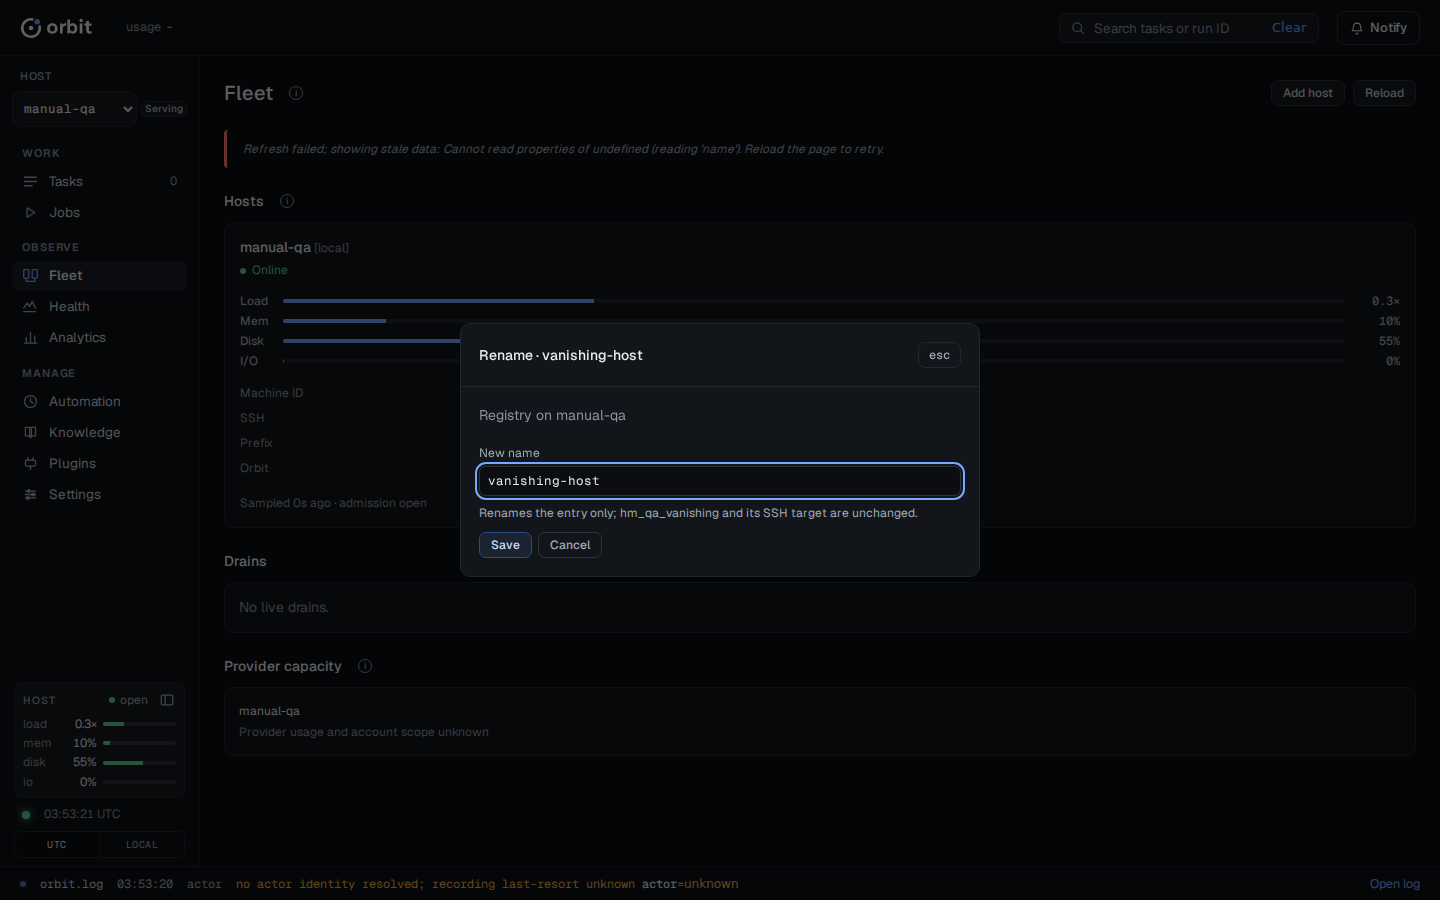 orbit
usage –
Search tasks or run ID
Clear
Notify
HOST
manual-qa
Serving
WORK
Tasks
0
Jobs
OBSERVE
Fleet
Health
Analytics
MANAGE
Automation
Knowledge
Plugins
Settings
HOST
open
load 0.3×
mem 10%
disk 55%
io 0%
03:53:21 UTC
UTC
LOCAL
Fleet
Add host
Reload
Refresh failed; showing stale data: Cannot read properties of undefined (reading 'name'). Reload the page to retry.
Hosts
manual-qa [local]
Online
Load 0.3×
Mem 10%
Disk 55%
I/O 0%
Machine ID
SSH
Prefix
Orbit
Sampled 0s ago · admission open
Drains
No live drains.
Provider capacity
manual-qa
Provider usage and account scope unknown
Rename · vanishing-host
esc
Registry on manual-qa
New name
vanishing-host
Renames the entry only; hm_qa_vanishing and its SSH target are unchanged.
Save
Cancel
orbit.log 03:53:20 actor no actor identity resolved; recording last-resort unknown actor=unknown
Open log